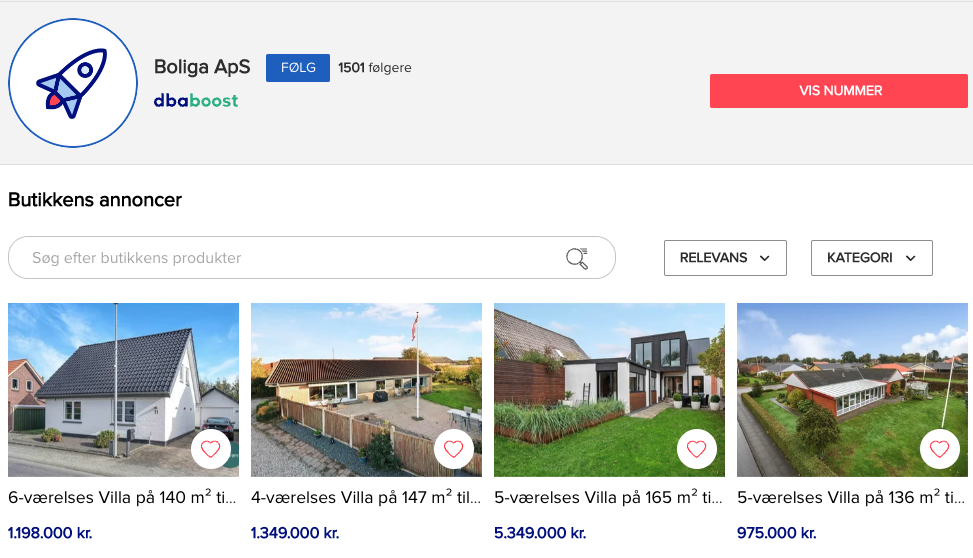 Boliga ApS
FØLG
1501 følgere
dbaboost
VIS NUMMER
Butikkens annoncer
Søg efter butikkens produkter
RELEVANS
KATEGORI
6-værelses Villa på 140 m² ti...
4-værelses Villa på 147 m² til...
5-værelses Villa på 165 m² ti...
5-værelses Villa på 136 m² ti...
1.198.000 kr.
1.349.000 kr.
5.349.000 kr.
975.000 kr.